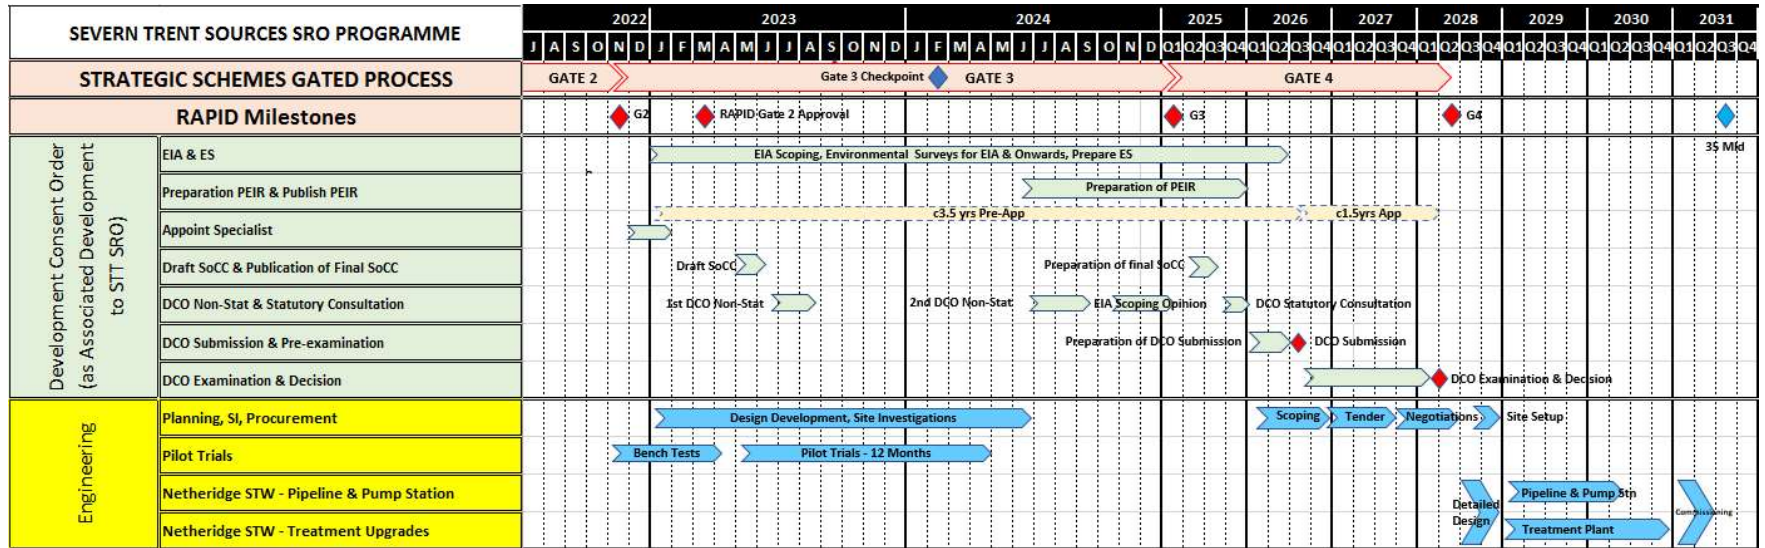 SEVERN TRENT SOURCES SRO PROGRAMME
2022 2023 2024 2025 2026 2027 2028 2029 2030 2031
J A S O N D J F M A M J J A S O N D J F M A M J J A S O N D Q1 Q2 Q3 Q4 Q1 Q2 Q3 Q4 Q1 Q2 Q3 Q4 Q1 Q2 Q3 Q4 Q1 Q2 Q3 Q4 Q1 Q2 Q3 Q4 Q1 Q2 Q3 Q4
STRATEGIC SCHEMES GATED PROCESS
GATE 2 Gate 3 Checkpoint GATE 3 GATE 4
RAPID Milestones
G2 RAPID Gate 2 Approval G3 G4
35 Mld
Development Consent Order
(as Associated Development
to STT SRO)
EIA & ES
EIA Scoping, Environmental Surveys for EIA & Onwards, Prepare ES
Preparation PEIR & Publish PEIR
Preparation of PEIR
c3.5 yrs Pre-App c1.5yrs App
Appoint Specialist
Draft SoCC & Publication of Final SoCC
Draft SoCC Preparation of final SoCC
DCO Non-Stat & Statutory Consultation
1st DCO Non-Stat 2nd DCO Non-Stat EIA Scoping Opinion DCO Statutory Consultation
DCO Submission & Pre-examination
Preparation of DCO Submission DCO Submission
DCO Examination & Decision
DCO Examination & Decision
Engineering
Planning, SI, Procurement
Design Development, Site Investigations Scoping Tender Negotiations Site Setup
Pilot Trials
Bench Tests Pilot Trials - 12 Months
Netheridge STW - Pipeline & Pump Station
Detailed
Design
Pipeline & Pump Stn
Commissioning
Netheridge STW - Treatment Upgrades
Treatment Plant